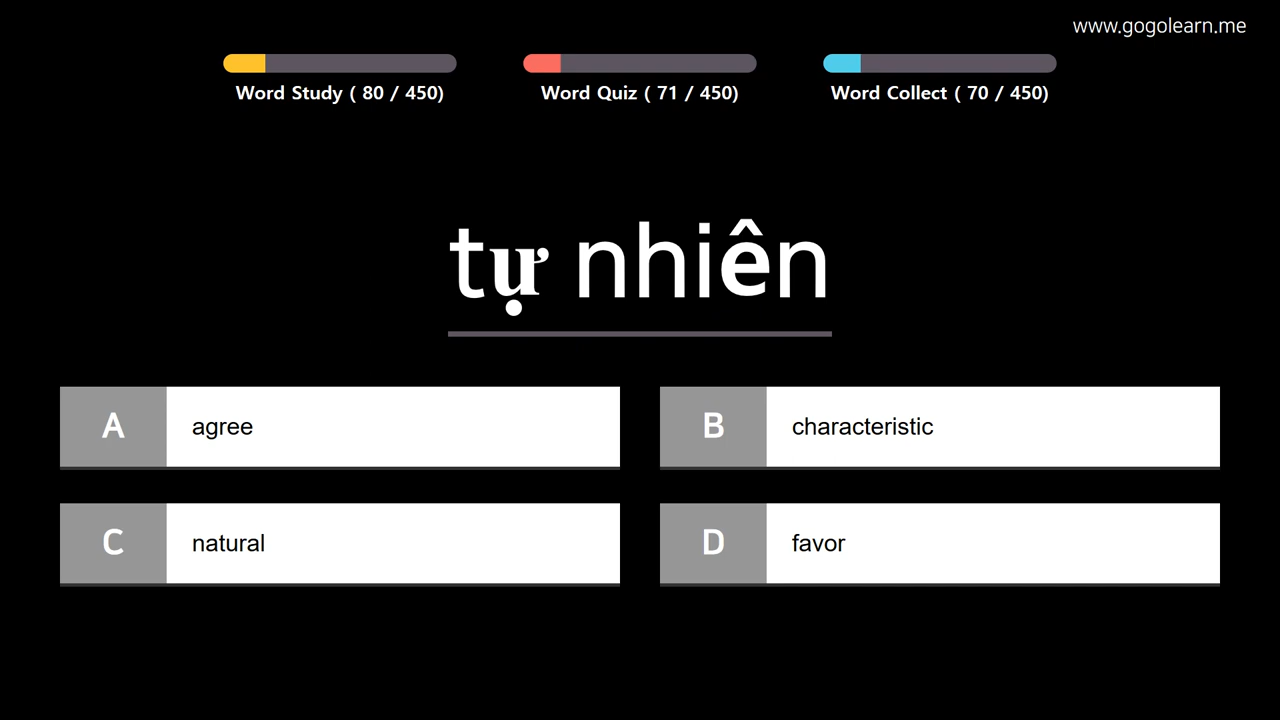 www.gogolearn.me
Word Study ( 80 / 450)
Word Quiz ( 71 / 450)
Word Collect ( 70 / 450)
tự nhiên
A agree
B characteristic
C natural
D favor